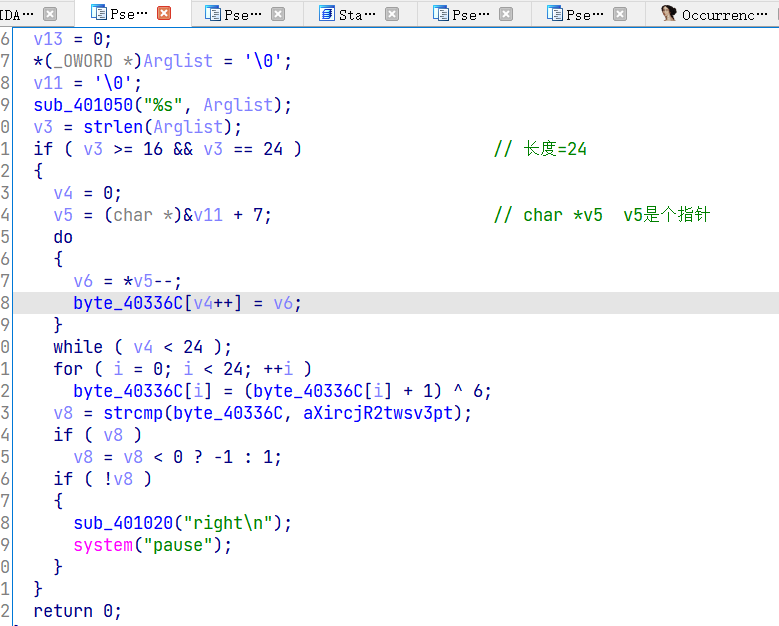 IDA··· Pse··· Pse··· Sta··· Pse··· Pse··· Occurrenc···
6 v13 = 0;
7 *(_OWORD *)Arglist = '\0';
8 v11 = '\0';
9 sub_401050("%s", Arglist);
0 v3 = strlen(Arglist);
1 if ( v3 >= 16 && v3 == 24 ) // 长度=24
2 {
3 v4 = 0;
4 v5 = (char *)&v11 + 7; // char *v5 v5是个指针
5 do
6 {
7 v6 = *v5--;
8 byte_40336C[v4++] = v6;
9 }
0 while ( v4 < 24 );
1 for ( i = 0; i < 24; ++i )
2 byte_40336C[i] = (byte_40336C[i] + 1) ^ 6;
3 v8 = strcmp(byte_40336C, aXircjR2twsv3pt);
4 if ( v8 )
5 v8 = v8 < 0 ? -1 : 1;
6 if ( !v8 )
7 {
8 sub_401020("right\n");
9 system("pause");
0 }
1 }
2 return 0;